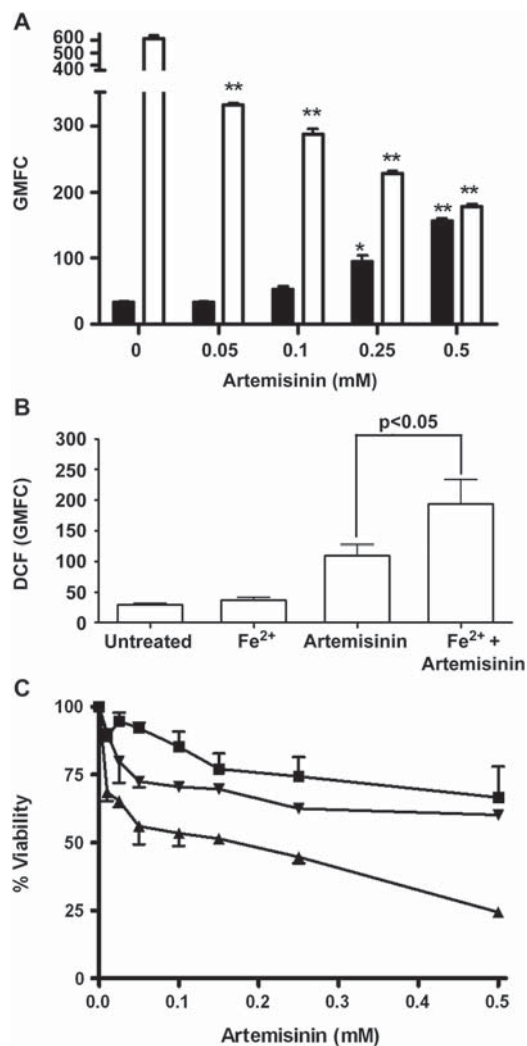 A
600
500
400
300
200
100
0
GMFC
**
**
**
*
**
**
0 0.05 0.1 0.25 0.5
Artemisinin (mM)
B
p<0.05
300
250
200
150
100
50
0
DCF (GMFC)
Untreated Fe2+ Artemisinin Fe2+ + Artemisinin
C
100
75
50
25
0
% Viability
0.0 0.1 0.2 0.3 0.4 0.5
Artemisinin (mM)